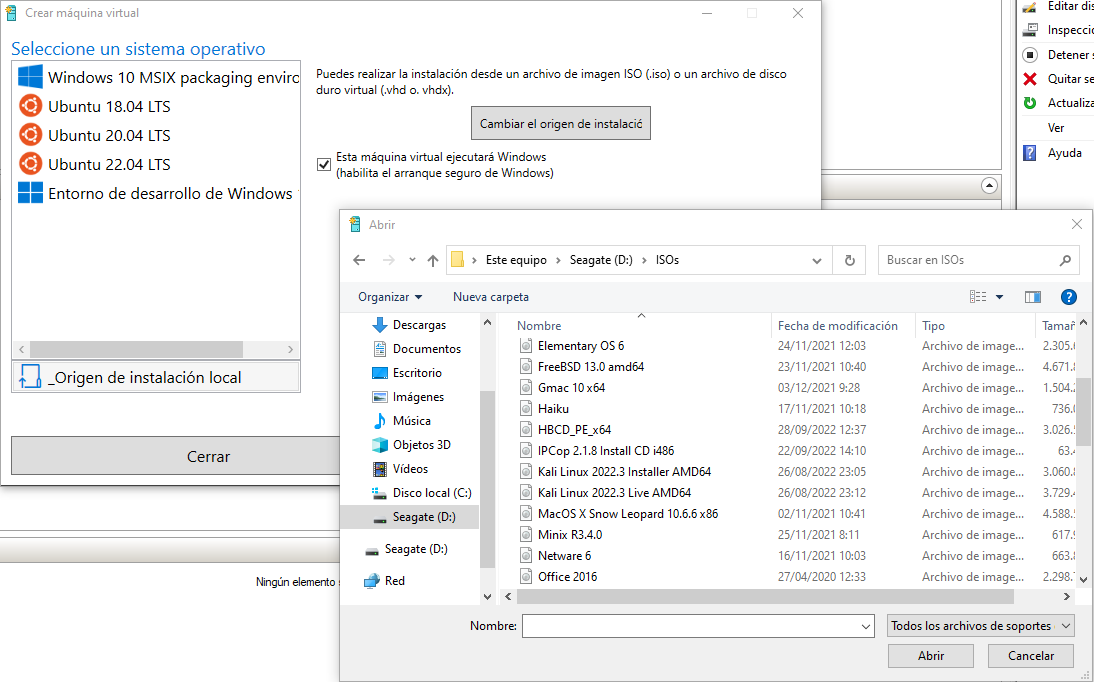 Crear máquina virtual
Seleccione un sistema operativo
Windows 10 MSIX packaging enviro
Ubuntu 18.04 LTS
Ubuntu 20.04 LTS
Ubuntu 22.04 LTS
Entorno de desarrollo de Windows
_Origen de instalación local
Cerrar
Puedes realizar la instalación desde un archivo de imagen ISO (.iso) o un archivo de disco
duro virtual (.vhd o. vhdx).
Cambiar el origen de instalació
Esta máquina virtual ejecutará Windows
(habilita el arranque seguro de Windows)
Editar dis
Inspecció
Detener s
Quitar se
Actualiza
Ver
Ayuda
Ningún elemento s
Abrir
Este equipo > Seagate (D:) > ISOs
Buscar en ISOs
Organizar
Nueva carpeta
Descargas
Documentos
Escritorio
Imágenes
Música
Objetos 3D
Vídeos
Disco local (C:)
Seagate (D:)
Seagate (D:)
Red
Nombre Fecha de modificación Tipo Tamañ
Elementary OS 6 24/11/2021 12:03 Archivo de image... 2.305.
FreeBSD 13.0 amd64 23/11/2021 10:40 Archivo de image... 4.671.
Gmac 10 x64 03/12/2021 9:28 Archivo de image... 1.504.
Haiku 17/11/2021 10:18 Archivo de image... 736.
HBCD_PE_x64 28/09/2022 12:37 Archivo de image... 3.026.
IPCop 2.1.8 Install CD i486 22/09/2022 14:10 Archivo de image... 63.
Kali Linux 2022.3 Installer AMD64 26/08/2022 23:05 Archivo de image... 3.060.
Kali Linux 2022.3 Live AMD64 26/08/2022 23:12 Archivo de image... 3.729.
MacOS X Snow Leopard 10.6.6 x86 02/11/2021 10:41 Archivo de image... 4.588.
Minix R3.4.0 25/11/2021 8:11 Archivo de image... 617.
Netware 6 16/11/2021 10:03 Archivo de image... 663.
Office 2016 27/04/2020 12:33 Archivo de image... 2.298.
Nombre:
Todos los archivos de soportes
Abrir
Cancelar